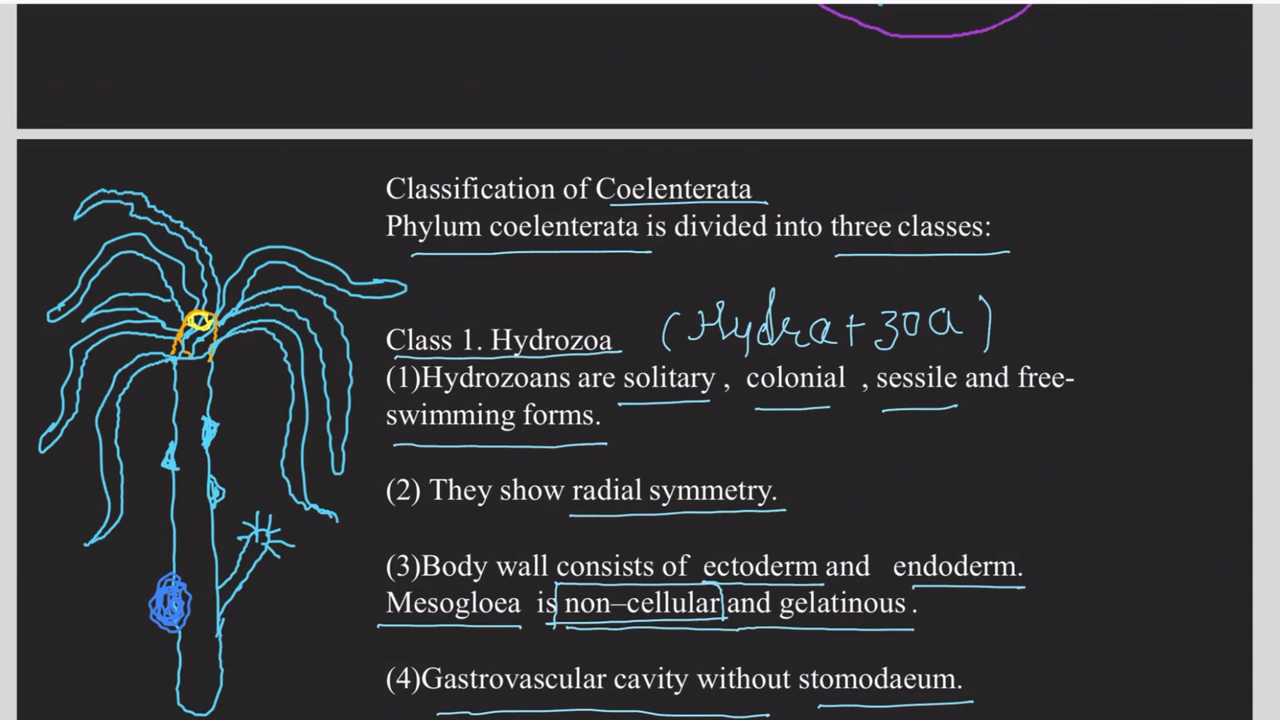 Classification of Coelenterata
Phylum coelenterata is divided into three classes:
Class 1. Hydrozoa (Hydra + zoa)
(1)Hydrozoans are solitary , colonial , sessile and free-
swimming forms.
(2) They show radial symmetry.
(3)Body wall consists of ectoderm and endoderm.
Mesogloea is non–cellular and gelatinous .
(4)Gastrovascular cavity without stomodaeum.